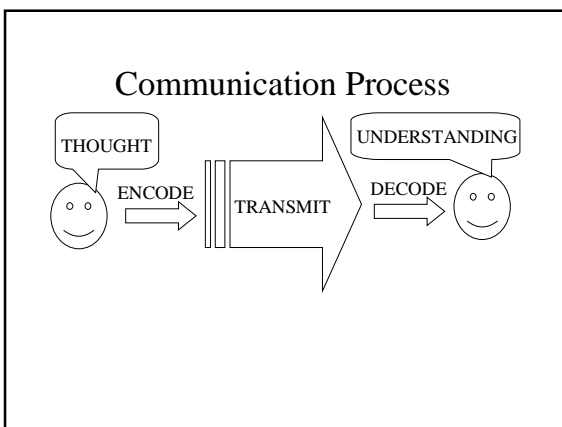 Communication Process
THOUGHT
ENCODE
TRANSMIT
DECODE
UNDERSTANDING